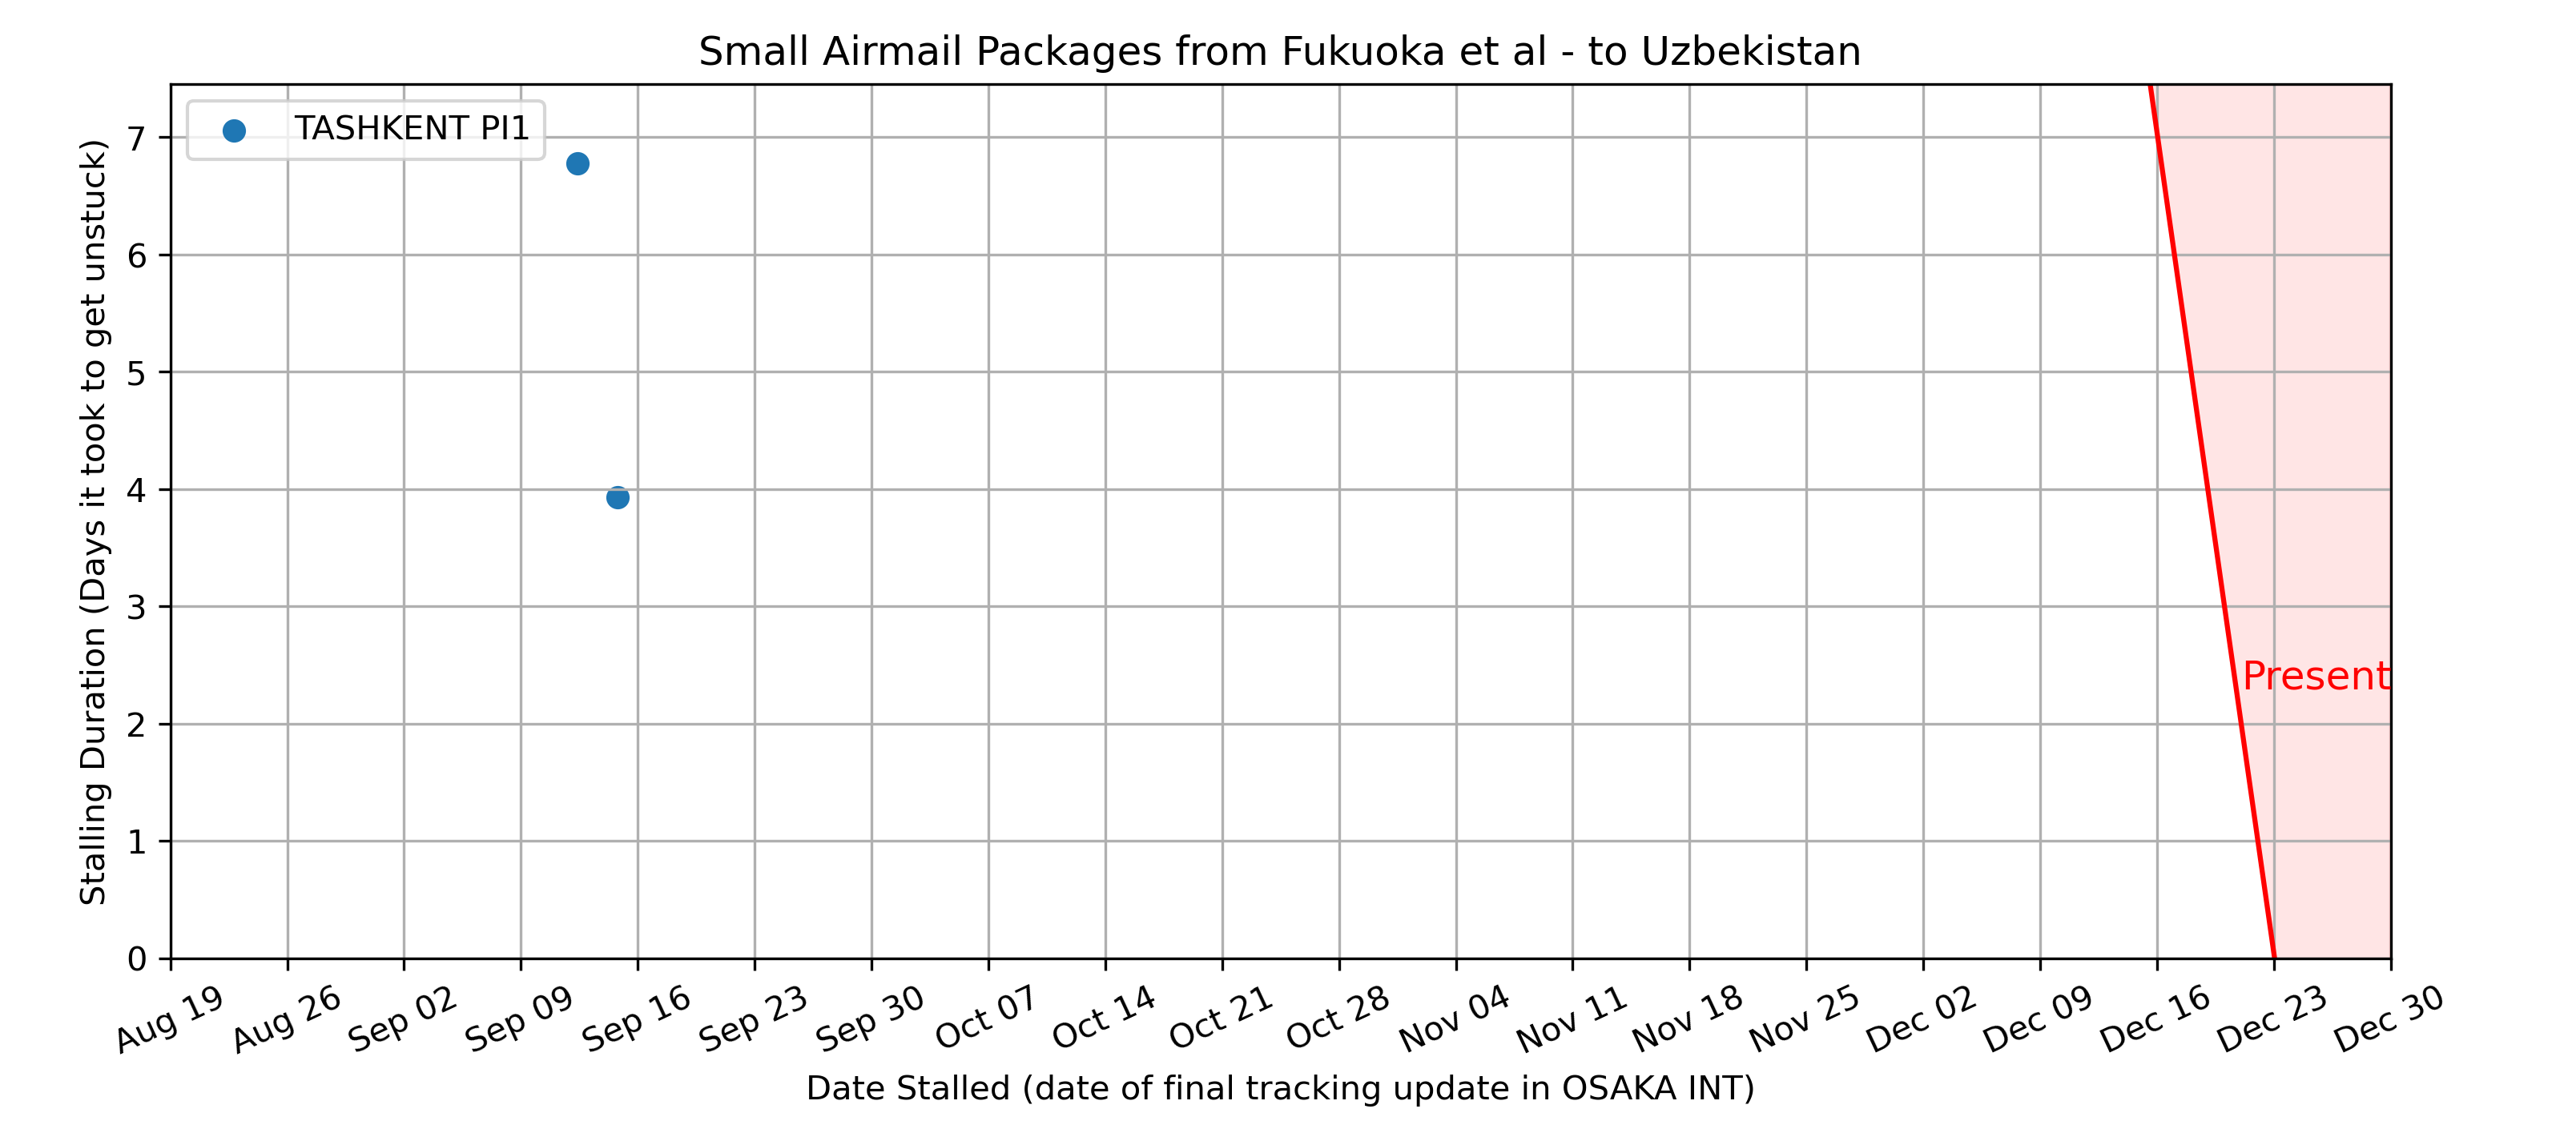 Small Airmail Packages from Fukuoka et al - to Uzbekistan
TASHKENT PI1
Stalling Duration (Days it took to get unstuck)
7
6
5
4
3
2
1
0
Present
Aug 19
Aug 26
Sep 02
Sep 09
Sep 16
Sep 23
Sep 30
Oct 07
Oct 14
Oct 21
Oct 28
Nov 04
Nov 11
Nov 18
Nov 25
Dec 02
Dec 09
Dec 16
Dec 23
Dec 30
Date Stalled (date of final tracking update in OSAKA INT)